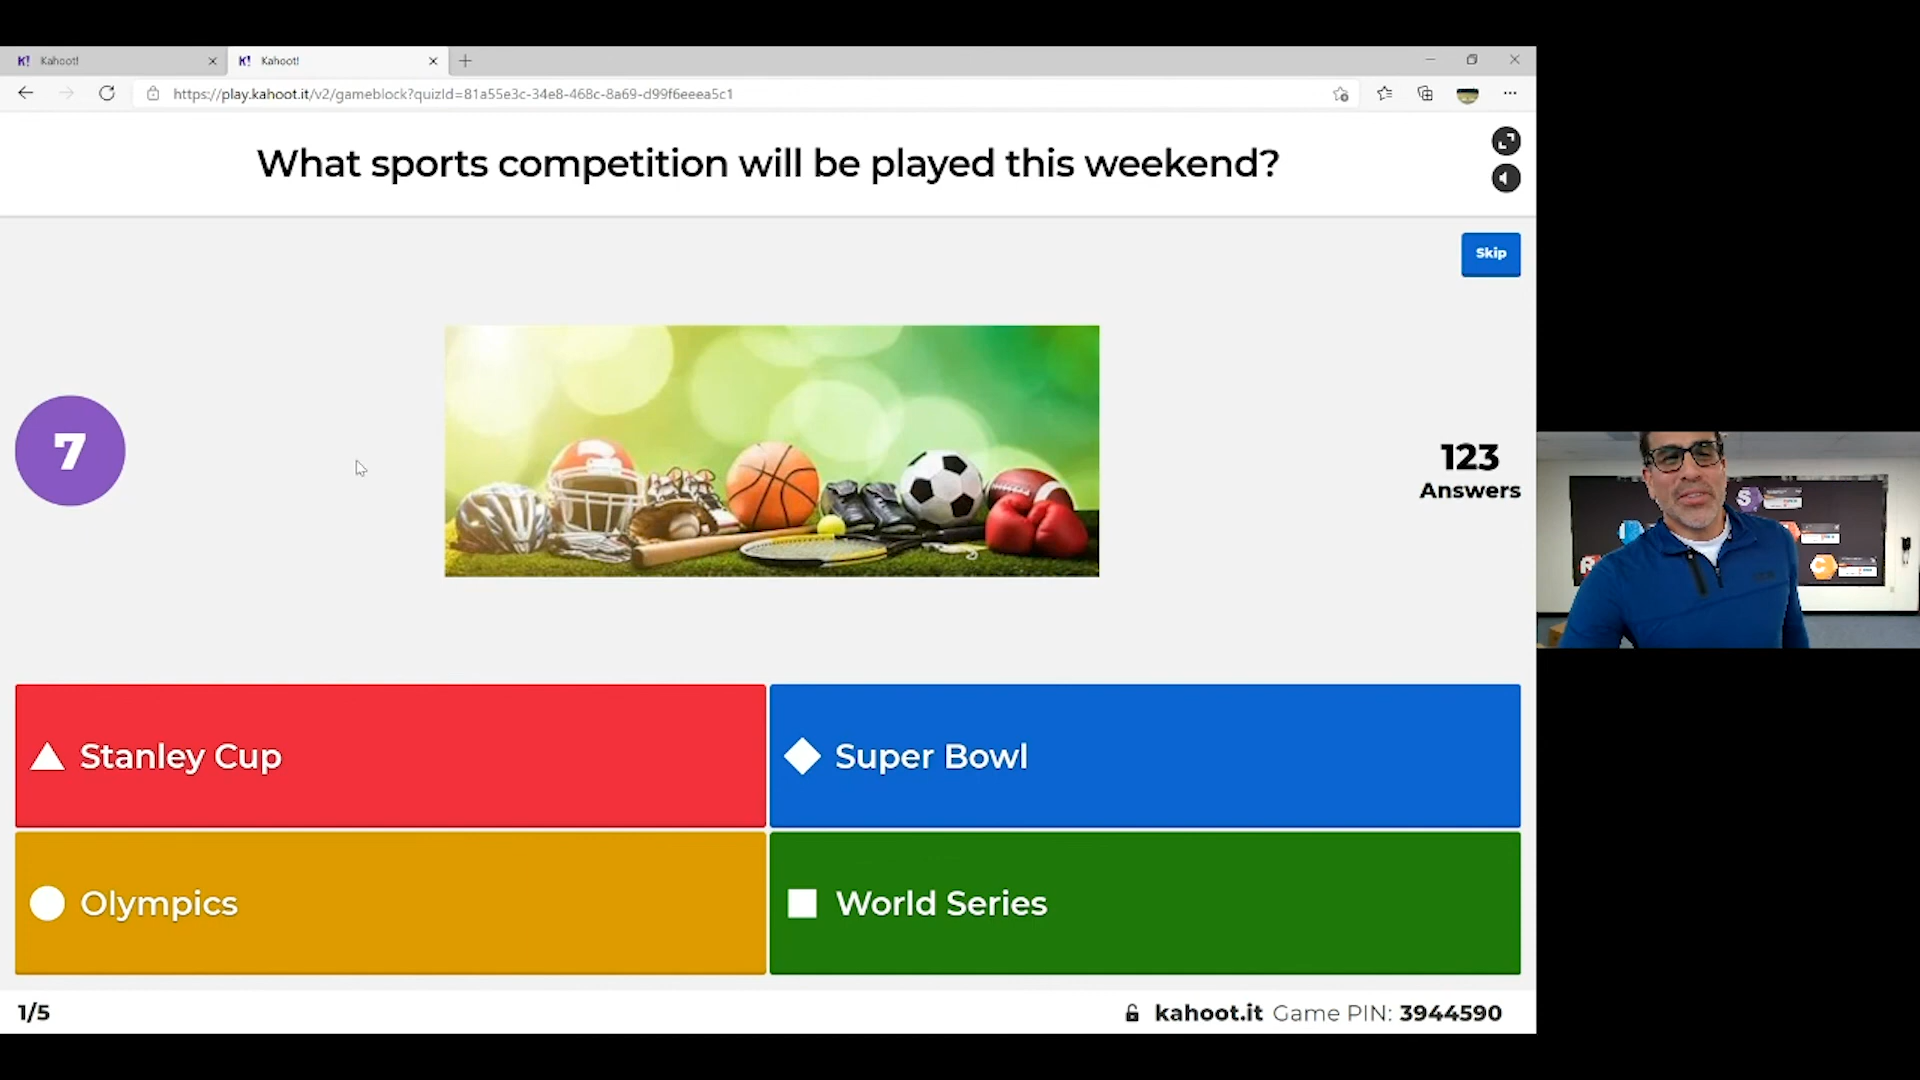 K! Kahoot!
K! Kahoot!
https://play.kahoot.it/v2/gameblock?quizId=81a55e3c-34e8-468c-8a69-d99f6eeea5c1
What sports competition will be played this weekend?
Skip
7
123
Answers
S
R
C
Stanley Cup
Super Bowl
Olympics
World Series
1/5
kahoot.it Game PIN: 3944590